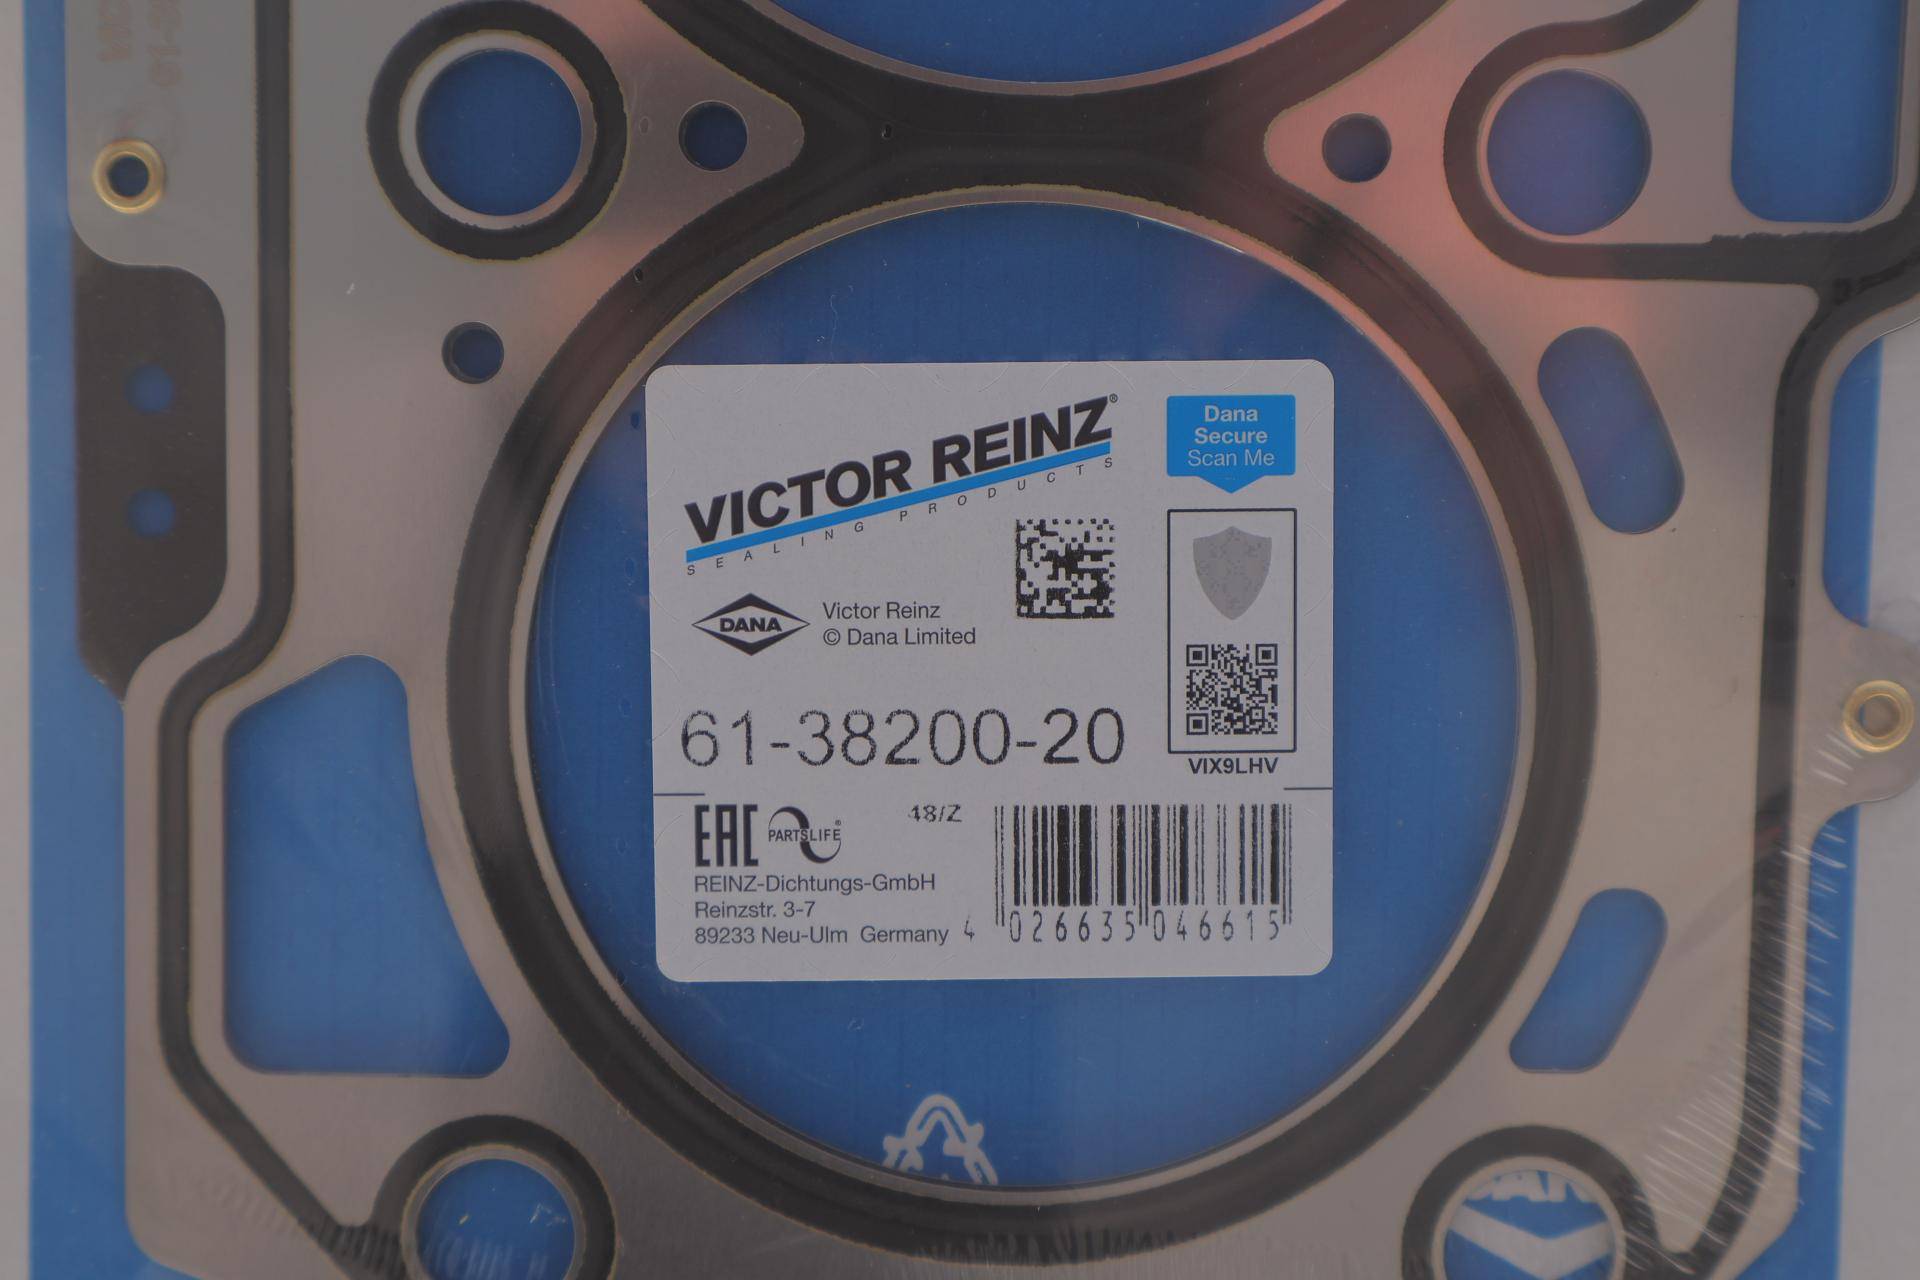 VICTOR REINZ®
SEALING PRODUCTS
Dana
Secure
Scan Me
DANA
Victor Reinz
© Dana Limited
61-38200-20
VIX9LHV
EAC
PARTSLIFE®
48/Z
REINZ-Dichtungs-GmbH
Reinzstr. 3-7
89233 Neu-Ulm Germany
4 026635 046615